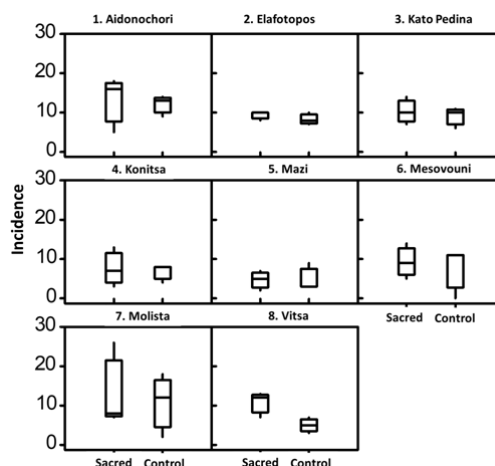 1. Aidonochori 2. Elafotopos 3. Kato Pedina
30
20
10
0
4. Konitsa 5. Mazi 6. Mesovouni
30
20
10
0
Incidence
7. Molista 8. Vitsa Sacred Control
30
20
10
0
Sacred Control Sacred Control